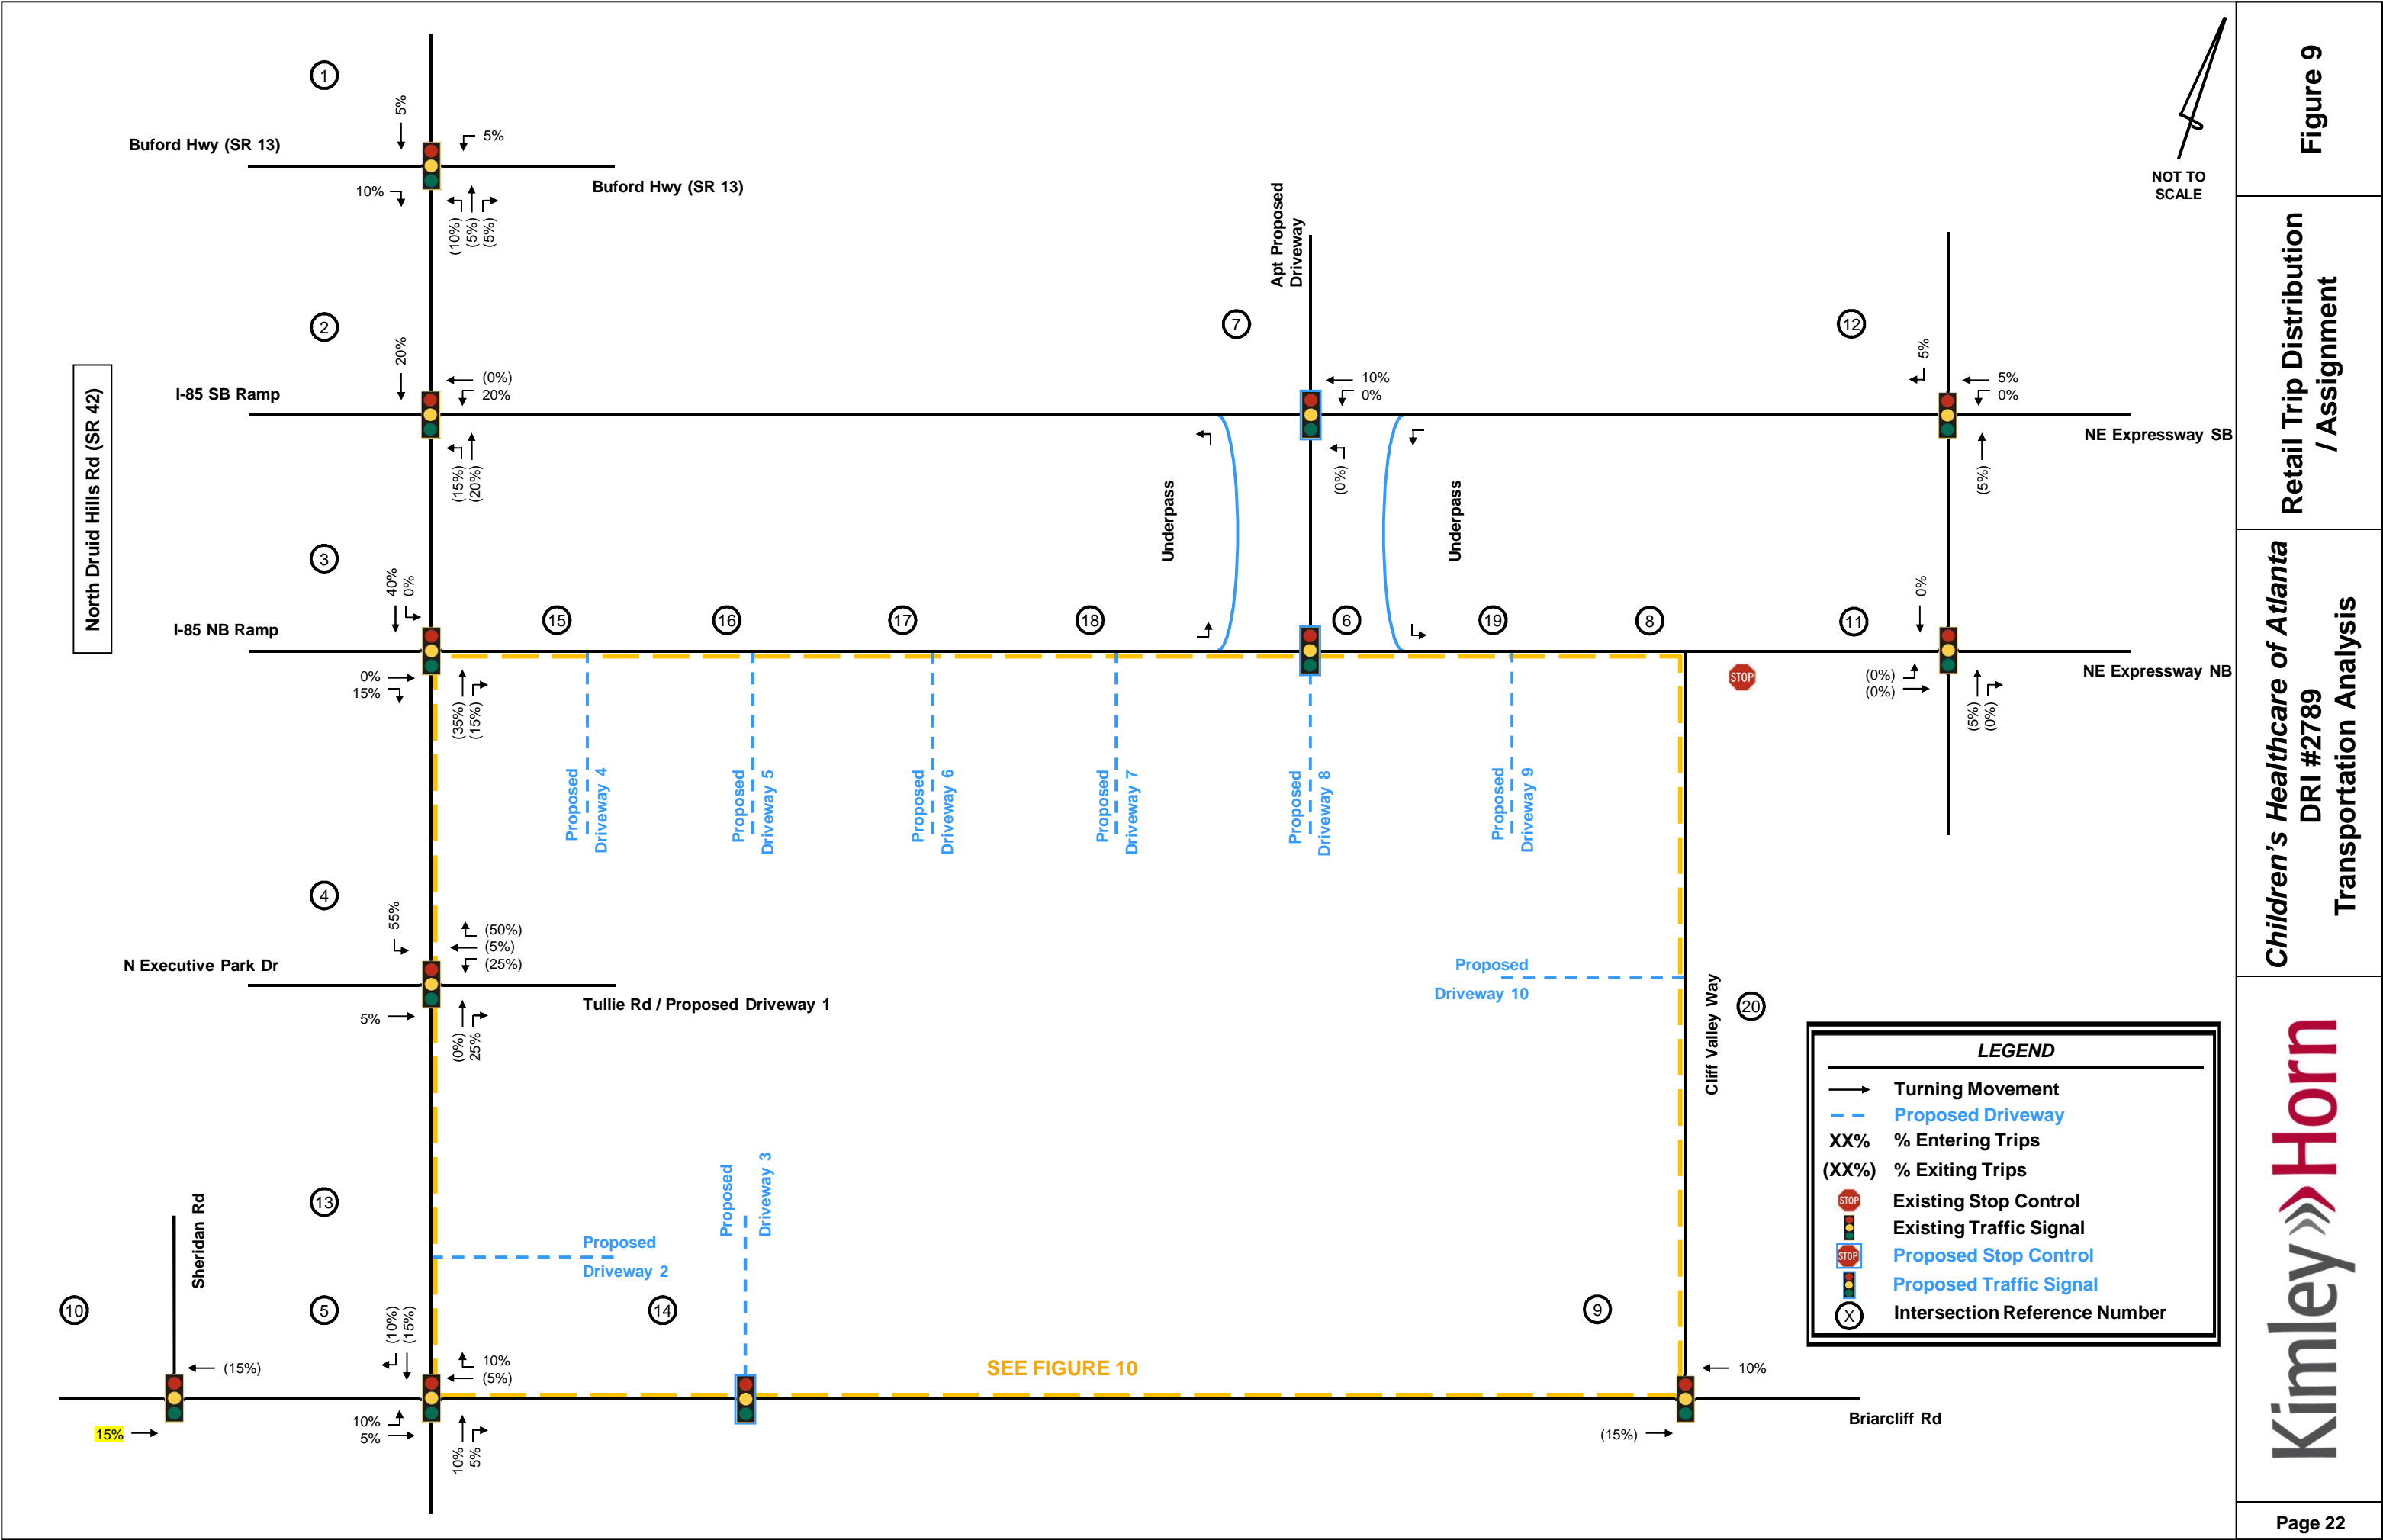 1
5%
5%
Buford Hwy (SR 13)
Buford Hwy (SR 13)
10%
(10%)
(5%)
(5%)
NOT TO
SCALE
Apt Proposed
Driveway
2
20%
(0%)
20%
I-85 SB Ramp
(15%)
(20%)
7
10%
0%
(0%)
12
5%
5%
0%
NE Expressway SB
(5%)
North Druid Hills Rd (SR 42)
Underpass
Underpass
3
40%
0%
I-85 NB Ramp
0%
15%
(35%)
(15%)
15
16
17
18
6
19
8
11
0%
STOP
(0%)
(0%)
(5%)
(0%)
NE Expressway NB
Proposed
Driveway 4
Proposed
Driveway 5
Proposed
Driveway 6
Proposed
Driveway 7
Proposed
Driveway 8
Proposed
Driveway 9
4
55%
(50%)
(5%)
(25%)
N Executive Park Dr
Tullie Rd / Proposed Driveway 1
5%
(0%)
25%
Proposed
Driveway 10
Cliff Valley Way
20
13
Sheridan Rd
Proposed
Driveway 2
Proposed
Driveway 3
10
5
14
9
(10%)
(15%)
(15%)
10%
(5%)
SEE FIGURE 10
10%
15%
10%
5%
10%
5%
(15%)
Briarcliff Rd
LEGEND
Turning Movement
Proposed Driveway
XX% % Entering Trips
(XX%) % Exiting Trips
STOP Existing Stop Control
Existing Traffic Signal
STOP Proposed Stop Control
Proposed Traffic Signal
X Intersection Reference Number
Figure 9
Retail Trip Distribution
/ Assignment
Children's Healthcare of Atlanta
DRI #2789
Transportation Analysis
Kimley»Horn
Page 22